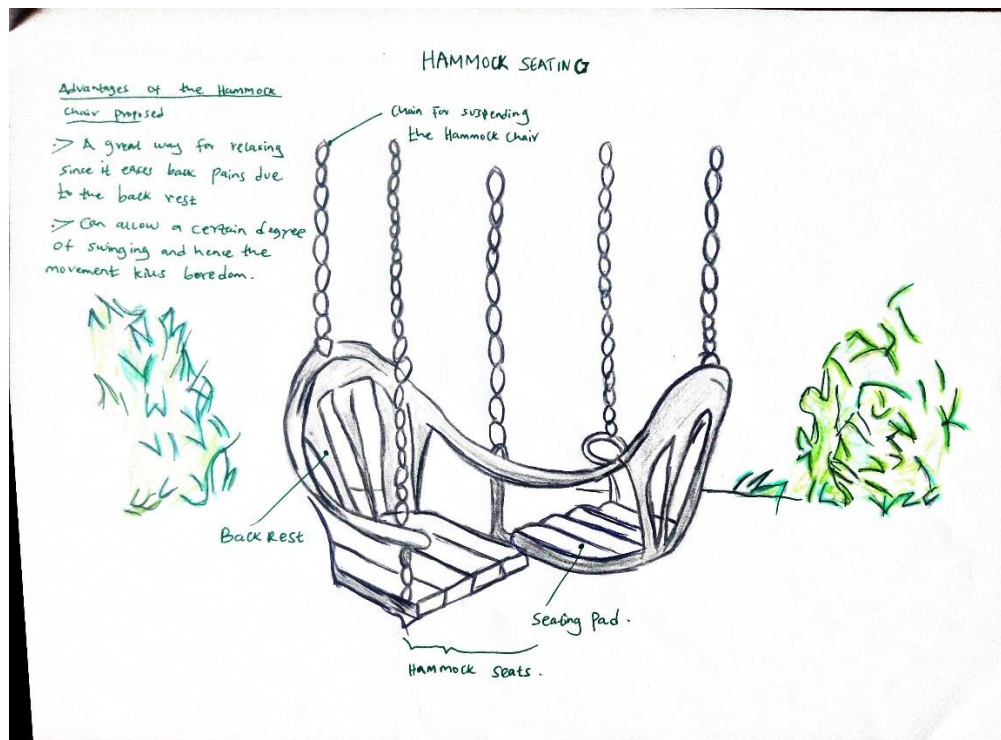 HAMMOCK SEATING
Advantages of the Hammock
Chair proposed
:> A great way for relaxing
since it eases back pains due
to the back rest
:> Can allow a certain degree
of swinging and hence the
movement kills boredom.
Chain for suspending
the Hammock Chair
Back Rest
Seating Pad.
Hammock Seats.